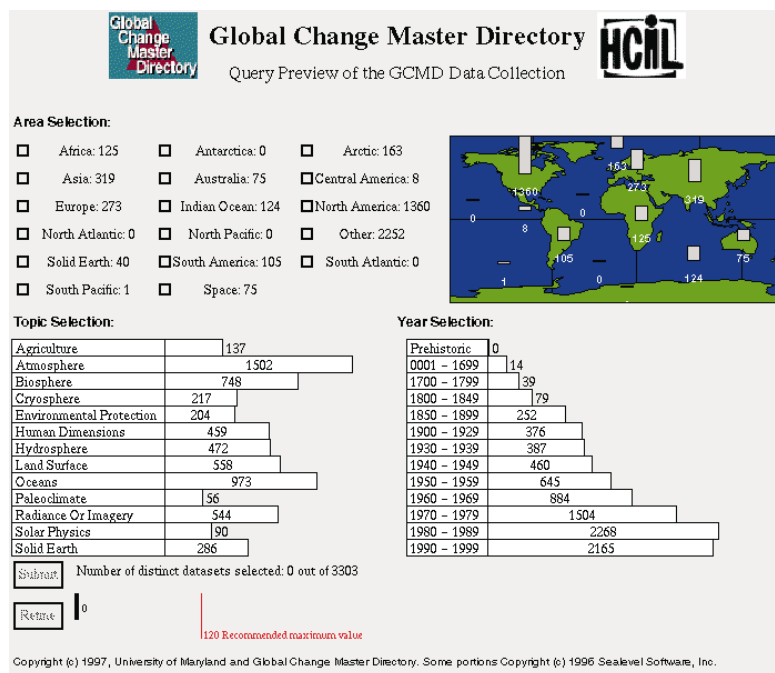 Global
Change
Master
Directory
Global Change Master Directory
HCIL
Query Preview of the GCMD Data Collection
Area Selection:
Africa: 125 Antarctica: 0 Arctic: 163
Asia: 319 Australia: 75 Central America: 8
Europe: 273 Indian Ocean: 124 North America: 1360
North Atlantic: 0 North Pacific: 0 Other: 2252
Solid Earth: 40 South America: 105 South Atlantic: 0
South Pacific: 1 Space: 75
163
1360 273 319
0 0
8 125
105 75
1 0 124
Topic Selection:
Agriculture 137
Atmosphere 1502
Biosphere 748
Cryosphere 217
Environmental Protection 204
Human Dimensions 459
Hydrosphere 472
Land Surface 558
Oceans 973
Paleoclimate 56
Radiance Or Imagery 544
Solar Physics 90
Solid Earth 286
Year Selection:
Prehistoric 0
0001 - 1699 14
1700 - 1799 39
1800 - 1849 79
1850 - 1899 252
1900 - 1929 376
1930 - 1939 387
1940 - 1949 460
1950 - 1959 645
1960 - 1969 884
1970 - 1979 1504
1980 - 1989 2268
1990 - 1999 2165
Submit Number of distinct datasets selected: 0 out of 3303
Refine 0
120 Recommended maximum value
Copyright (c) 1997, University of Maryland and Global Change Master Directory. Some portions Copyright (c) 1996 Sealevel Software, Inc.